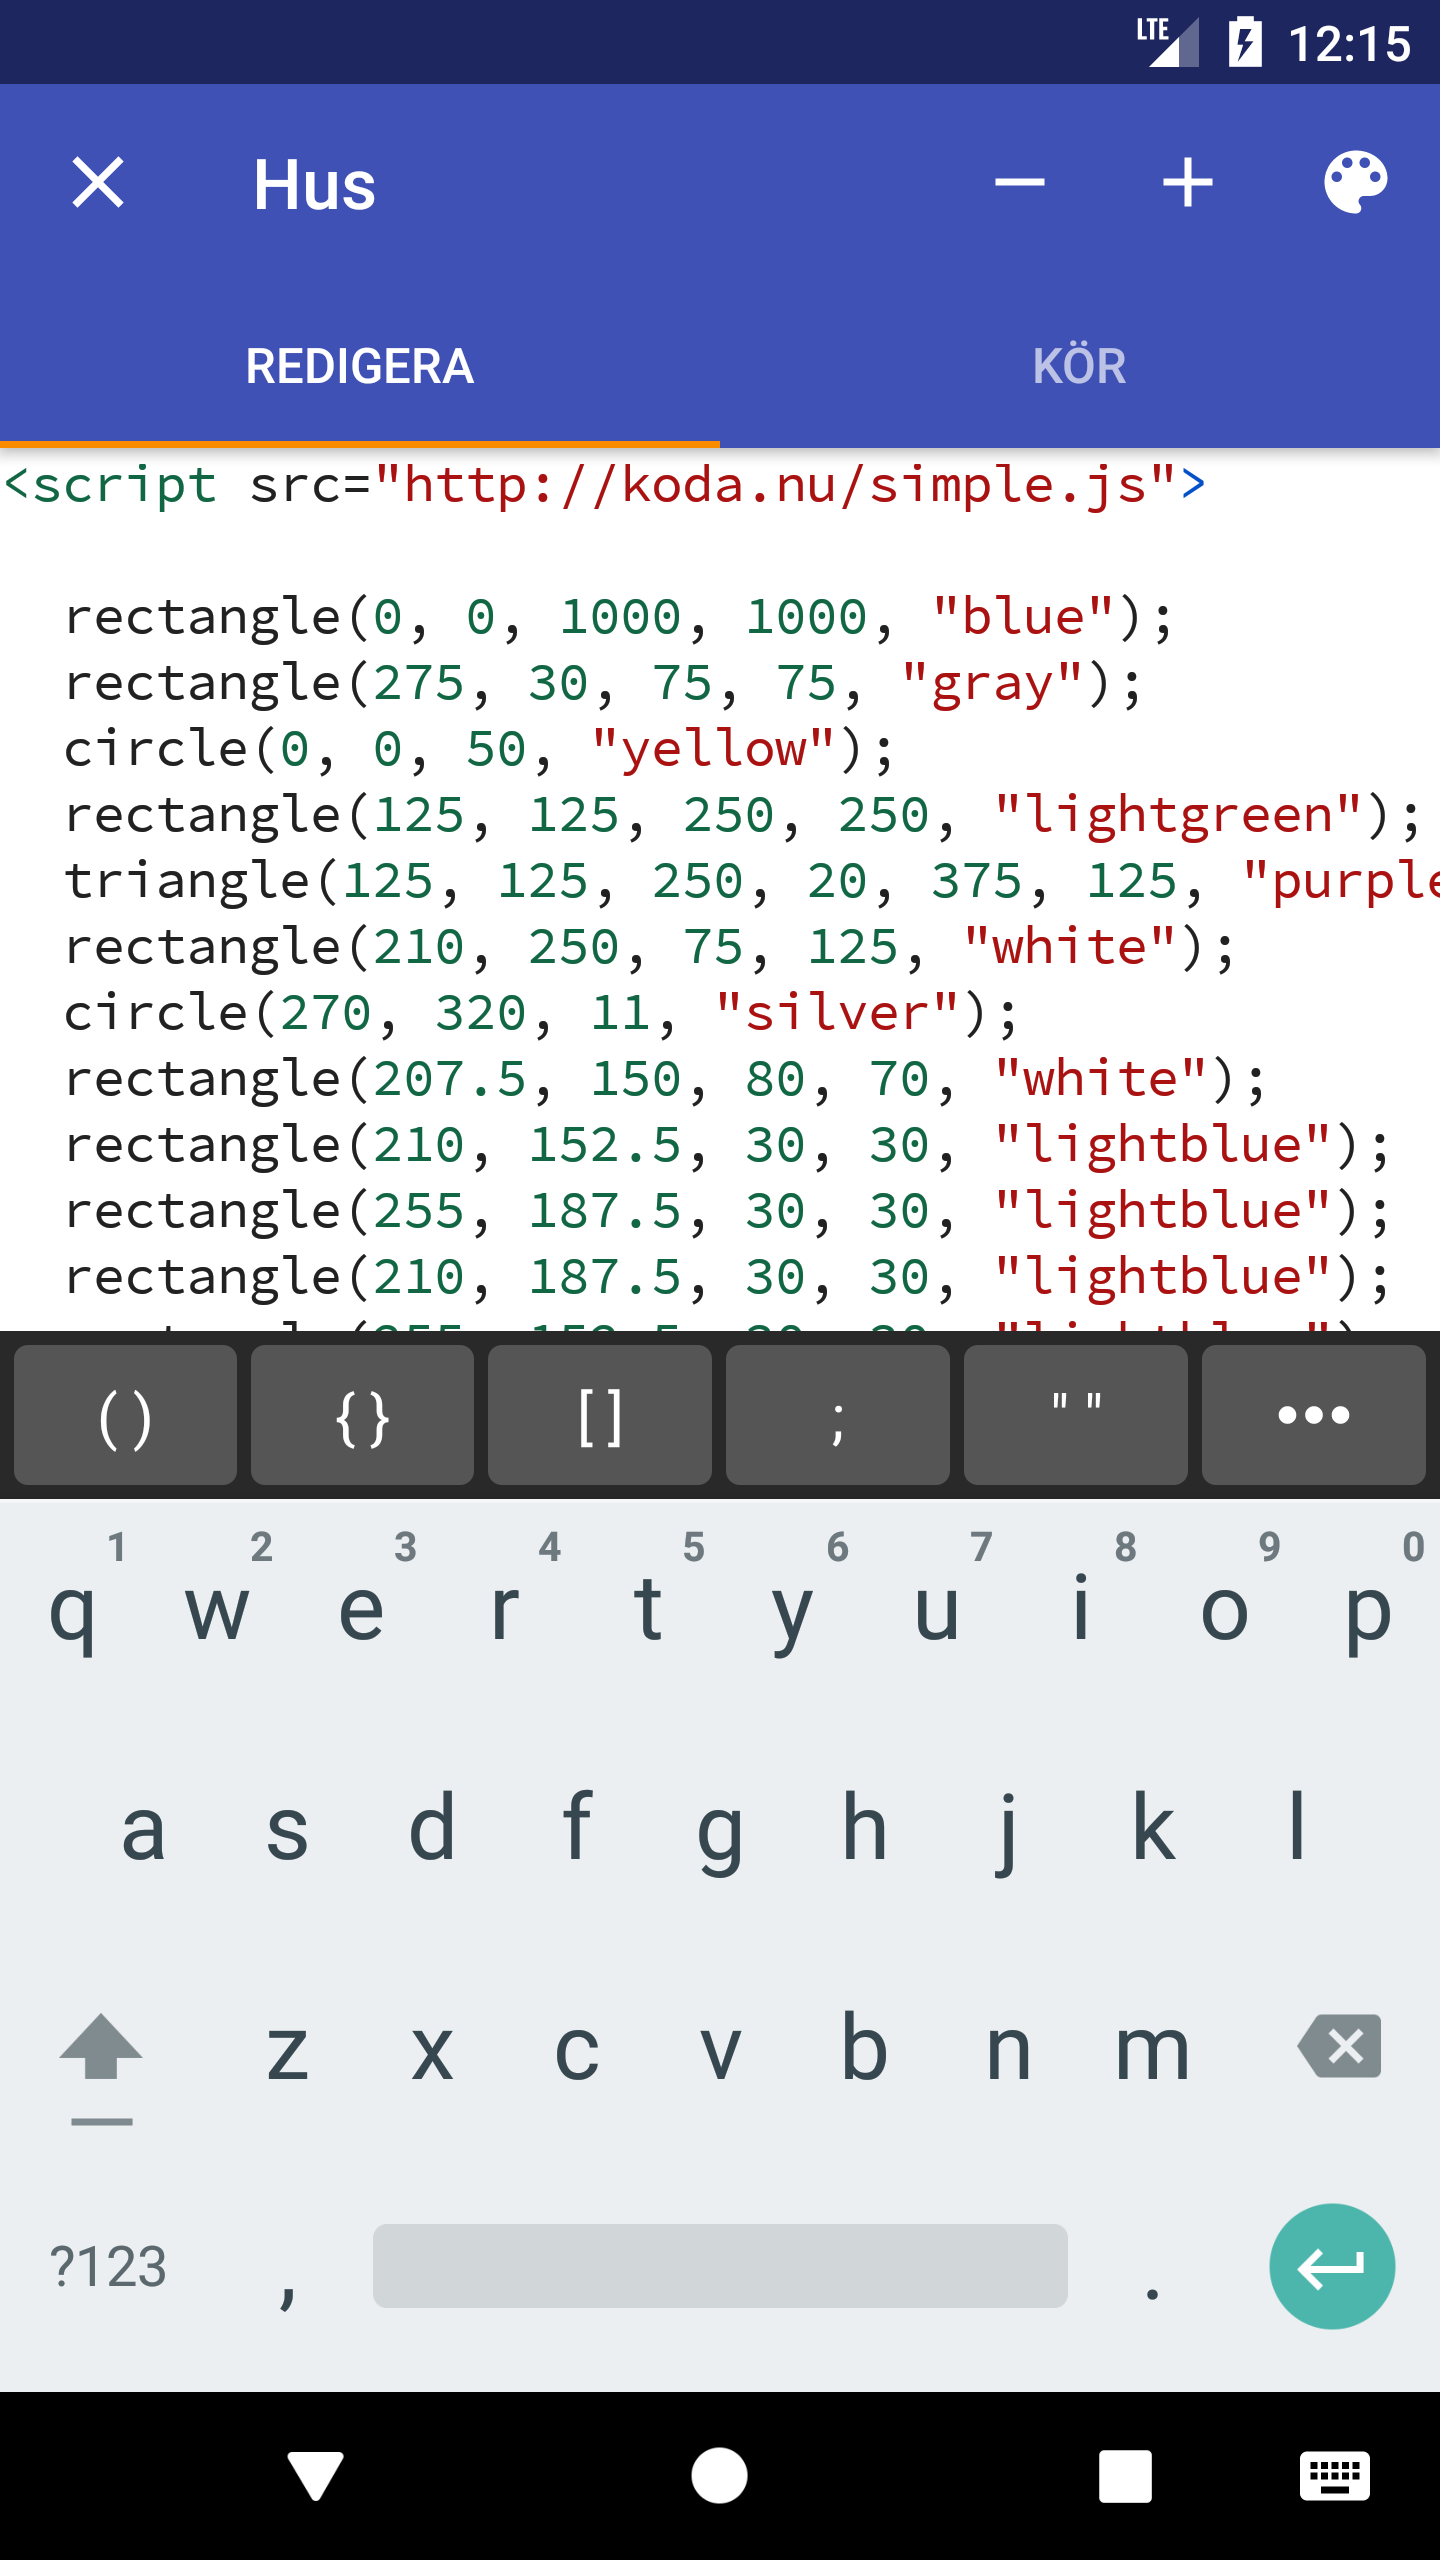 LTE 12:15
Hus
REDIGERA KÖR
<script src="http://koda.nu/simple.js">
rectangle(0, 0, 1000, 1000, "blue");
rectangle(275, 30, 75, 75, "gray");
circle(0, 0, 50, "yellow");
rectangle(125, 125, 250, 250, "lightgreen");
triangle(125, 125, 250, 20, 375, 125, "purple
rectangle(210, 250, 75, 125, "white");
circle(270, 320, 11, "silver");
rectangle(207.5, 150, 80, 70, "white");
rectangle(210, 152.5, 30, 30, "lightblue");
rectangle(255, 187.5, 30, 30, "lightblue");
rectangle(210, 187.5, 30, 30, "lightblue");
() {} [] ; " " •••
1 2 3 4 5 6 7 8 9 0
q w e r t y u i o p
a s d f g h j k l
z x c v b n m
?123 , .